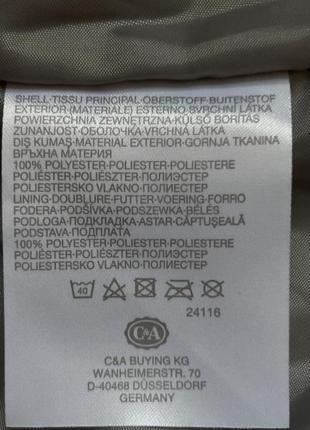 SHELL-TISSU PRINCIPAL-OBERSTOFF-BUITENSTOF
EXTERIOR (MATERIALE) ESTERNO-SVRCHNÍ LÁTKA
POWIERZCHNIA ZEWNĘTRZNA-KÜLSŐ BORÍTÁS
ZUNANJOST-ОБОЛОЧКА-VRCHNÁ LÁTKA
DIŞ KUMAŞ-MATERIAL EXTERIOR-GORNJA TKANINA
ВРЪХНА МАТЕРИЯ
100% POLYESTER-POLYESTER-POLIESTERE
POLIÉSTER-POLIÉSZTER-ПОЛИЭСТЕР
POLIESTERSKO VLAKNO-ПОЛИЕСТЕР
LINING-DOUBLURE-FUTTER-VOERING-FORRO
FODERA-PODŠÍVKA-PODSZEWKA-BÉLÉS
PODLOGA-ПОДКЛАДКА-ASTAR-CĂPTUŞEALĂ
PODSTAVA-ПОДПЛАТА
100% POLYESTER-POLYESTER-POLIESTERE
POLIÉSTER-POLIÉSZTER-ПОЛИЭСТЕР
POLIESTERSKO VLAKNO-ПОЛИЕСТЕР
40
24116
C&A
C&A BUYING KG
WANHEIMERSTR. 70
D-40468 DÜSSELDORF
GERMANY